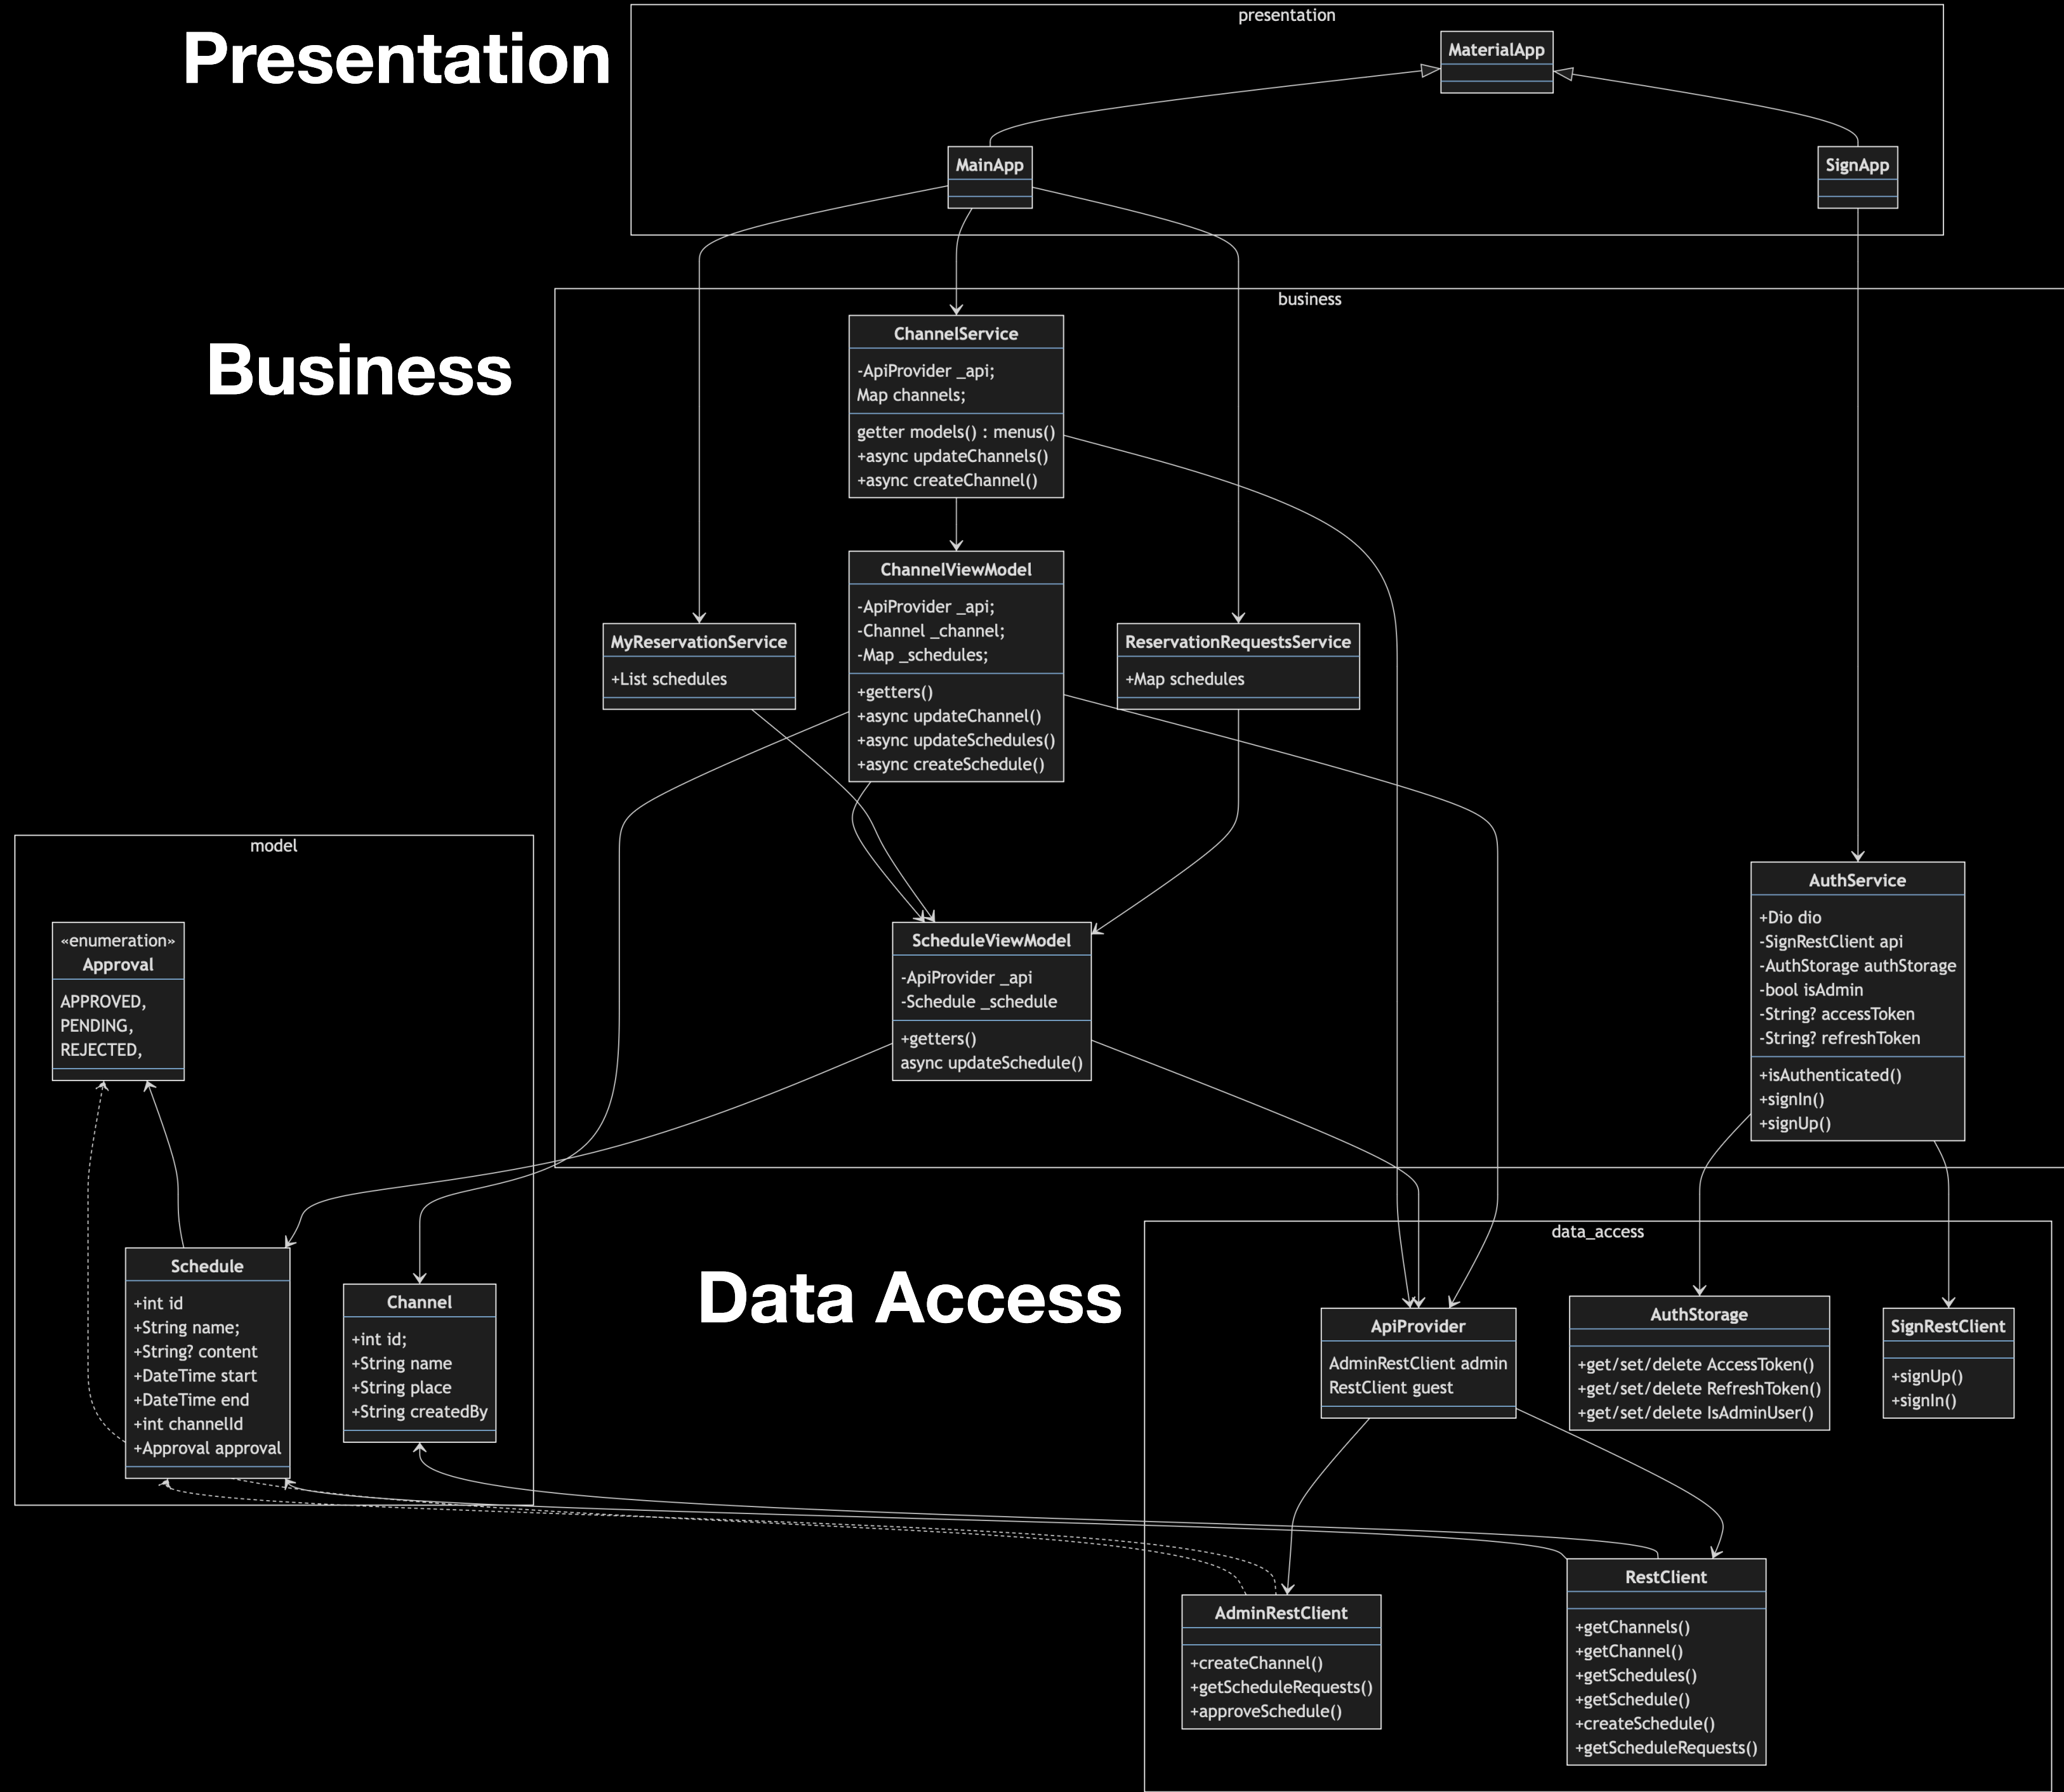 Presentation
presentation
MaterialApp
MainApp
SignApp
Business
business
ChannelService
-ApiProvider _api;
Map channels;
getter models() : menus()
+async updateChannels()
+async createChannel()
ChannelViewModel
-ApiProvider _api;
-Channel _channel;
-Map _schedules;
+getters()
+async updateChannel()
+async updateSchedules()
+async createSchedule()
MyReservationService
+List schedules
ReservationRequestsService
+Map schedules
ScheduleViewModel
-ApiProvider _api
-Schedule _schedule
+getters()
async updateSchedule()
AuthService
+Dio dio
-SignRestClient api
-AuthStorage authStorage
-bool isAdmin
-String? accessToken
-String? refreshToken
+isAuthenticated()
+signIn()
+signUp()
model
«enumeration»
Approval
APPROVED,
PENDING,
REJECTED,
Schedule
+int id
+String name;
+String? content
+DateTime start
+DateTime end
+int channelId
+Approval approval
Channel
+int id;
+String name
+String place
+String createdBy
Data Access
data_access
ApiProvider
AdminRestClient admin
RestClient guest
AuthStorage
+get/set/delete AccessToken()
+get/set/delete RefreshToken()
+get/set/delete IsAdminUser()
SignRestClient
+signUp()
+signIn()
AdminRestClient
+createChannel()
+getScheduleRequests()
+approveSchedule()
RestClient
+getChannels()
+getChannel()
+getSchedules()
+getSchedule()
+createSchedule()
+getScheduleRequests()